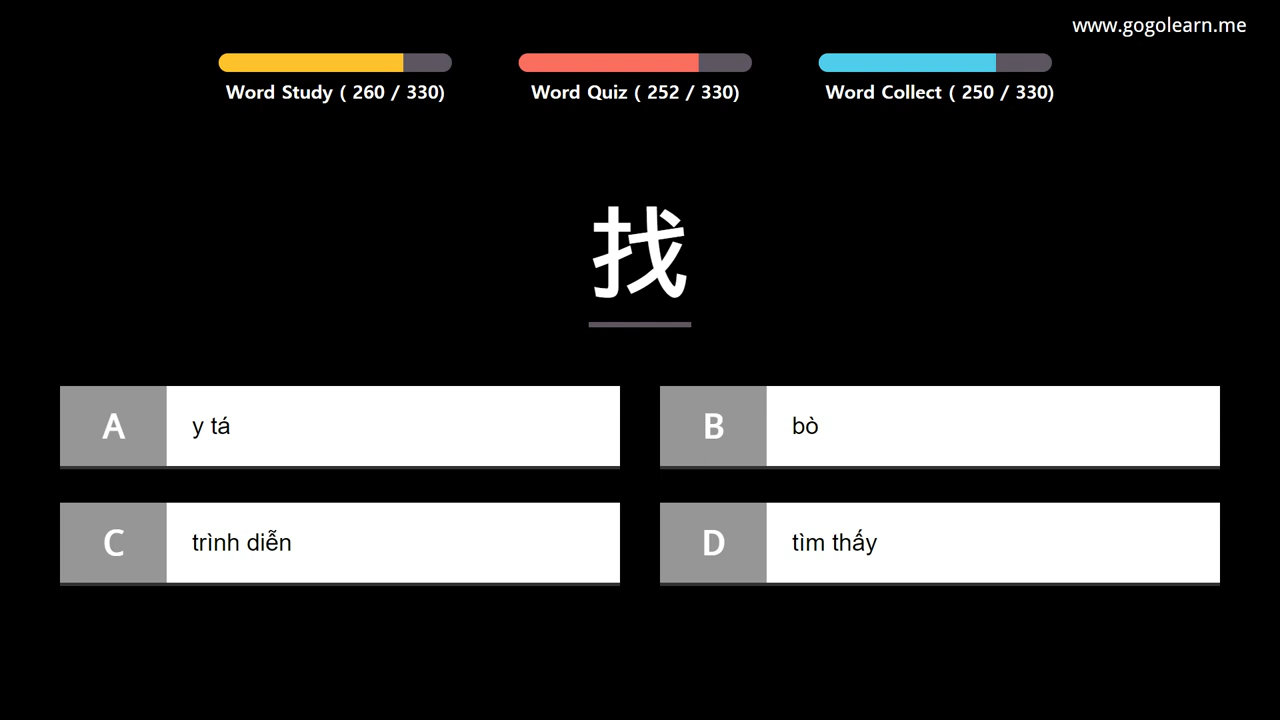 www.gogolearn.me
Word Study ( 260 / 330)
Word Quiz ( 252 / 330)
Word Collect ( 250 / 330)
找
A y tá
B bò
C trình diễn
D tìm thấy